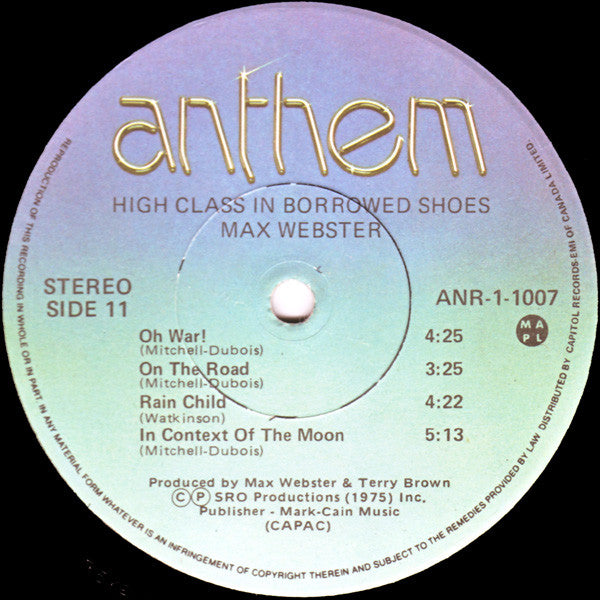 anthem
HIGH CLASS IN BORROWED SHOES
MAX WEBSTER
STEREO
SIDE 11
ANR-1-1007
MAPL
Oh War! 4:25
(Mitchell-Dubois)
On The Road 3:25
(Mitchell-Dubois)
Rain Child 4:22
(Watkinson)
In Context Of The Moon 5:13
(Mitchell-Dubois)
Produced by Max Webster & Terry Brown
ⒸⓅ SRO Productions (1975) Inc.
Publisher - Mark-Cain Music
(CAPAC)
REPRODUCTION OF THIS RECORDING IN WHOLE OR IN PART, IN ANY MATERIAL FORM WHATEVER IS AN INFRINGEMENT OF COPYRIGHT THEREIN AND SUBJECT TO THE REMEDIES PROVIDED BY LAW DISTRIBUTED BY CAPITOL RECORDS-EMI OF CANADA LIMITED.